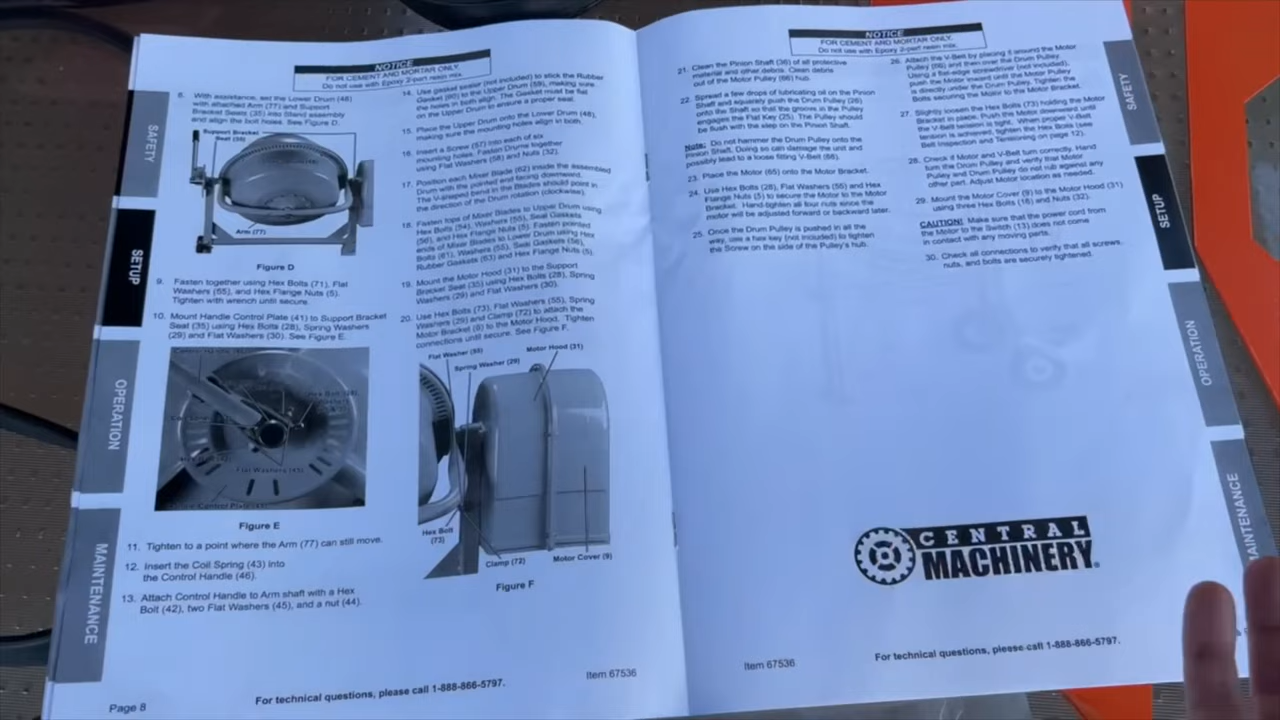 NOTICE
FOR CEMENT AND MORTAR ONLY.
Do not use with Epoxy 2-part resin mix.
SAFETY
SETUP
OPERATION
MAINTENANCE
8. With assistance, set the Lower Drum (48)
with attached Arm (77) and Support
Bracket Seats (35) into Stand assembly
and align the bolt holes. See Figure D.
Support Bracket
Seat (35)
Arm (77)
Figure D
9. Fasten together using Hex Bolts (71), Flat
Washers (55), and Hex Flange Nuts (5).
Tighten with wrench until secure.
10. Mount Handle Control Plate (41) to Support Bracket
Seat (35) using Hex Bolts (28), Spring Washers
(29) and Flat Washers (30). See Figure E.
Flat Washers (45)
Figure E
11. Tighten to a point where the Arm (77) can still move.
12. Insert the Coil Spring (43) into
the Control Handle (46).
13. Attach Control Handle to Arm shaft with a Hex
Bolt (42), two Flat Washers (45), and a nut (44).
14. Use gasket sealer (not included) to stick the Rubber
Gasket (60) to the Upper Drum (59), making sure
the holes in both align. The Gasket must be flat
on the Upper Drum to ensure a proper seal.
15. Place the Upper Drum onto the Lower Drum (48),
making sure the mounting holes align in both.
16. Insert a Screw (57) into each of six
mounting holes. Fasten Drums together
using Flat Washers (58) and Nuts (32).
17. Position each Mixer Blade (62) inside the assembled
Drum with the pointed end facing downward.
The V-shaped bend in the Blades should point in
the direction of the Drum rotation (clockwise).
18. Fasten tops of Mixer Blades to Upper Drum using
Hex Bolts (54), Washers (55), Seal Gaskets
(56), and Hex Flange Nuts (5). Fasten pointed
ends of Mixer Blades to Lower Drum using Hex
Bolts (61), Washers (55), Seal Gaskets (56),
Rubber Gaskets (63) and Hex Flange Nuts (5).
19. Mount the Motor Hood (31) to the Support
Bracket Seat (35) using Hex Bolts (28), Spring
Washers (29) and Flat Washers (30).
20. Use Hex Bolts (73), Flat Washers (55), Spring
Washers (29) and Clamp (72) to attach the
Motor Bracket (6) to the Motor Hood. Tighten
connections until secure. See Figure F.
Flat Washer (55)
Motor Hood (31)
Spring Washer (29)
Hex Bolt
(73)
Clamp (72)
Motor Cover (9)
Figure F
Page 8
For technical questions, please call 1-888-866-5797.
Item 67536
NOTICE
FOR CEMENT AND MORTAR ONLY.
Do not use with Epoxy 2-part resin mix.
21. Clean the Pinion Shaft (36) of all protective
material and other debris. Clean debris
out of the Motor Pulley (66) hub.
22. Spread a few drops of lubricating oil on the Pinion
Shaft and squarely push the Drum Pulley (26)
onto the Shaft so that the groove in the Pulley
engages the Flat Key (25). The Pulley should
be flush with the step on the Pinion Shaft.
Note: Do not hammer the Drum Pulley onto the
Pinion Shaft. Doing so can damage the unit and
possibly lead to a loose fitting V-Belt (68).
23. Place the Motor (65) onto the Motor Bracket.
24. Use Hex Bolts (28), Flat Washers (55) and Hex
Flange Nuts (5) to secure the Motor to the Motor
Bracket. Hand-tighten all four nuts since the
motor will be adjusted forward or backward later.
25. Once the Drum Pulley is pushed in all the
way, use a hex key (not included) to tighten
the Screw on the side of the Pulley's hub.
26. Attach the V-Belt by placing it around the Motor
Pulley (66) and then over the Drum Pulley.
Using a flat-edge screwdriver (not included),
push the Motor toward until the Motor Pulley
is directly under the Drum Pulley. Tighten the
Bolts securing the Motor to the Motor Bracket.
27. Slightly loosen the Hex Bolts (73) holding the Motor
Bracket in place. Push the Motor downward until
the V-Belt tension is tight. When proper V-Belt
tension is achieved, tighten the Hex Bolts (see
Belt Inspection and Tensioning on page 12).
28. Check if Motor and V-Belt turn correctly. Hand
turn the Drum Pulley and verify that Motor
Pulley and Drum Pulley do not rub against any
other part. Adjust Motor location as needed.
29. Mount the Motor Cover (9) to the Motor Hood (31)
using three Hex Bolts (18) and Nuts (32).
CAUTION! Make sure that the power cord from
the Motor to the Switch (13) does not come
in contact with any moving parts.
30. Check all connections to verify that all screws,
nuts, and bolts are securely tightened.
CENTRAL
MACHINERY®
Item 67536
For technical questions, please call 1-888-866-5797.
SAFETY
SETUP
OPERATION
MAINTENANCE